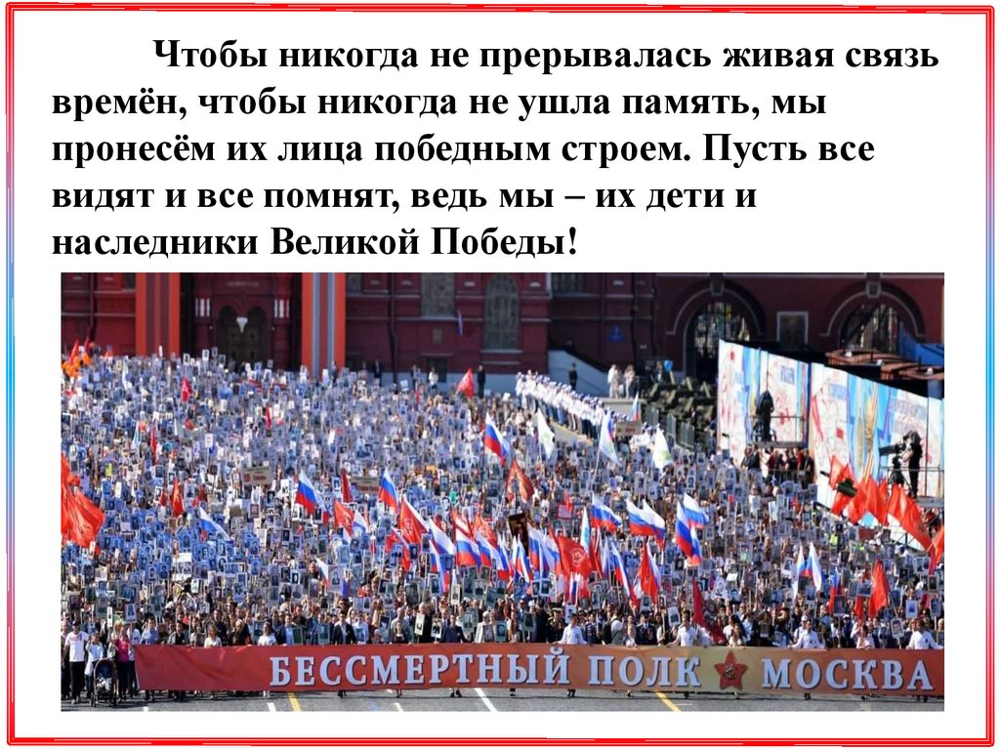 Чтобы никогда не прерывалась живая связь
времён, чтобы никогда не ушла память, мы
пронесём их лица победным строем. Пусть все
видят и все помнят, ведь мы – их дети и
наследники Великой Победы!
БЕССМЕРТНЫЙ ПОЛК МОСКВА